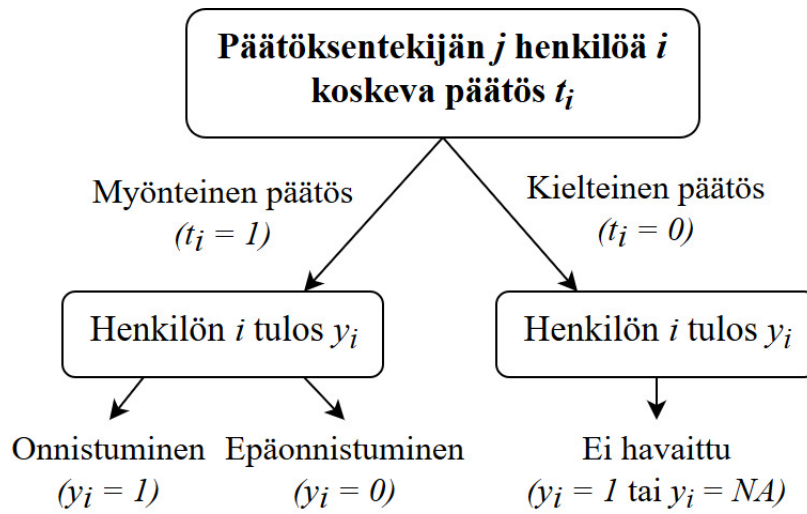 Päätöksentekijän j henkilöä i
koskeva päätös ti
Myönteinen päätös
(ti = 1)
Kielteinen päätös
(ti = 0)
Henkilön i tulos yi
Henkilön i tulos yi
Onnistuminen
(yi = 1)
Epäonnistuminen
(yi = 0)
Ei havaittu
(yi = 1 tai yi = NA)